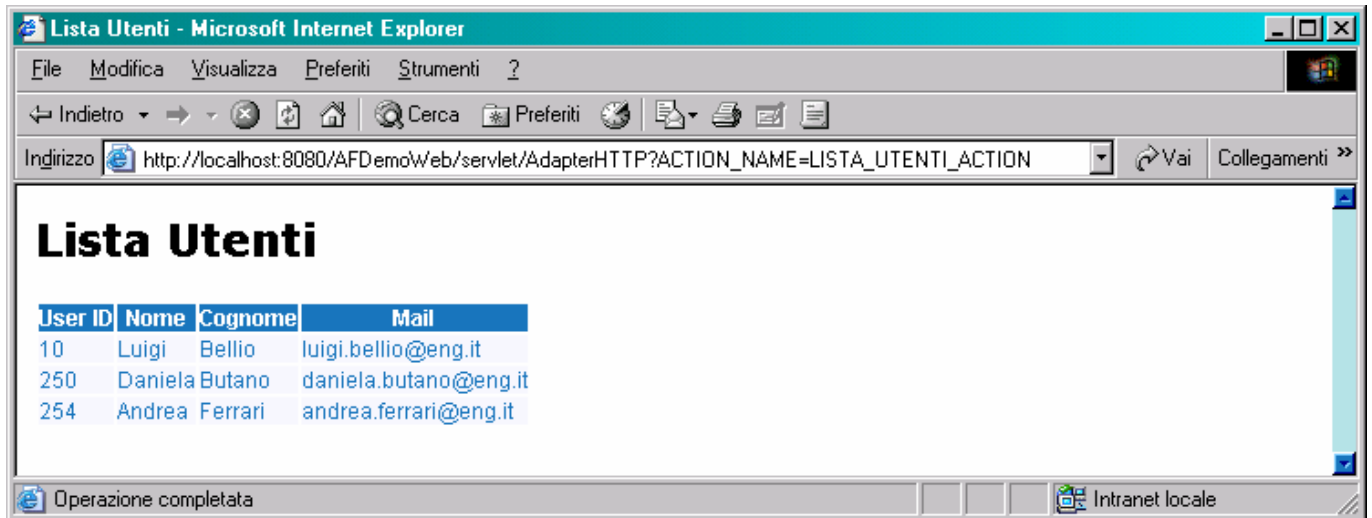 Lista Utenti - Microsoft Internet Explorer
File Modifica Visualizza Preferiti Strumenti ?
Indietro Cerca Preferiti
Indirizzo http://localhost:8080/AFDemoWeb/servlet/AdapterHTTP?ACTION_NAME=LISTA_UTENTI_ACTION Vai Collegamenti »
Lista Utenti
User ID Nome Cognome Mail
10 Luigi Bellio luigi.bellio@eng.it
250 Daniela Butano daniela.butano@eng.it
254 Andrea Ferrari andrea.ferrari@eng.it
Operazione completata Intranet locale